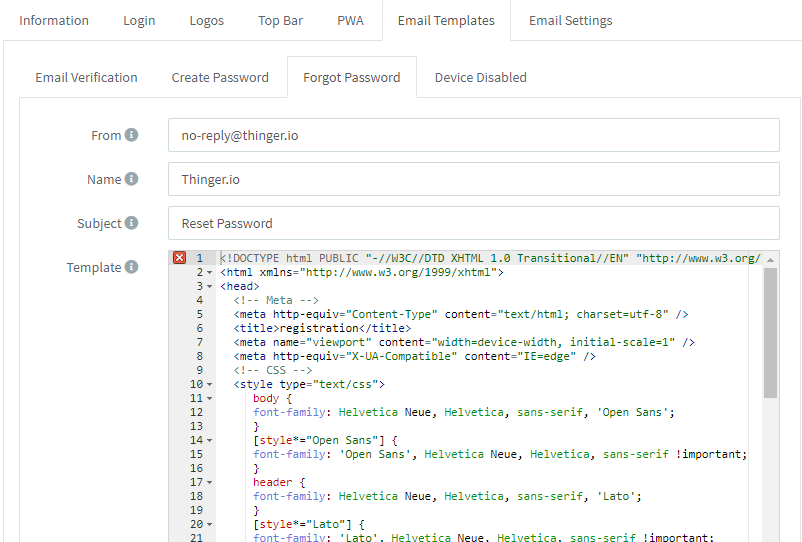 Information Login Logos Top Bar PWA Email Templates Email Settings
Email Verification Create Password Forgot Password Device Disabled
From no-reply@thinger.io
Name Thinger.io
Subject Reset Password
Template
1 <!DOCTYPE html PUBLIC "-//W3C//DTD XHTML 1.0 Transitional//EN" "http://www.w3.org/
2 <html xmlns="http://www.w3.org/1999/xhtml">
3 <head>
4 <!-- Meta -->
5 <meta http-equiv="Content-Type" content="text/html; charset=utf-8" />
6 <title>registration</title>
7 <meta name="viewport" content="width=device-width, initial-scale=1" />
8 <meta http-equiv="X-UA-Compatible" content="IE=edge" />
9 <!-- CSS -->
10 <style type="text/css">
11 body {
12 font-family: Helvetica Neue, Helvetica, sans-serif, 'Open Sans';
13 }
14 [style*="Open Sans"] {
15 font-family: 'Open Sans', Helvetica Neue, Helvetica, sans-serif !important;
16 }
17 header {
18 font-family: Helvetica Neue, Helvetica, sans-serif, 'Lato';
19 }
20 [style*="Lato"] {
21 font-family: 'Lato', Helvetica Neue, Helvetica, sans-serif !important;